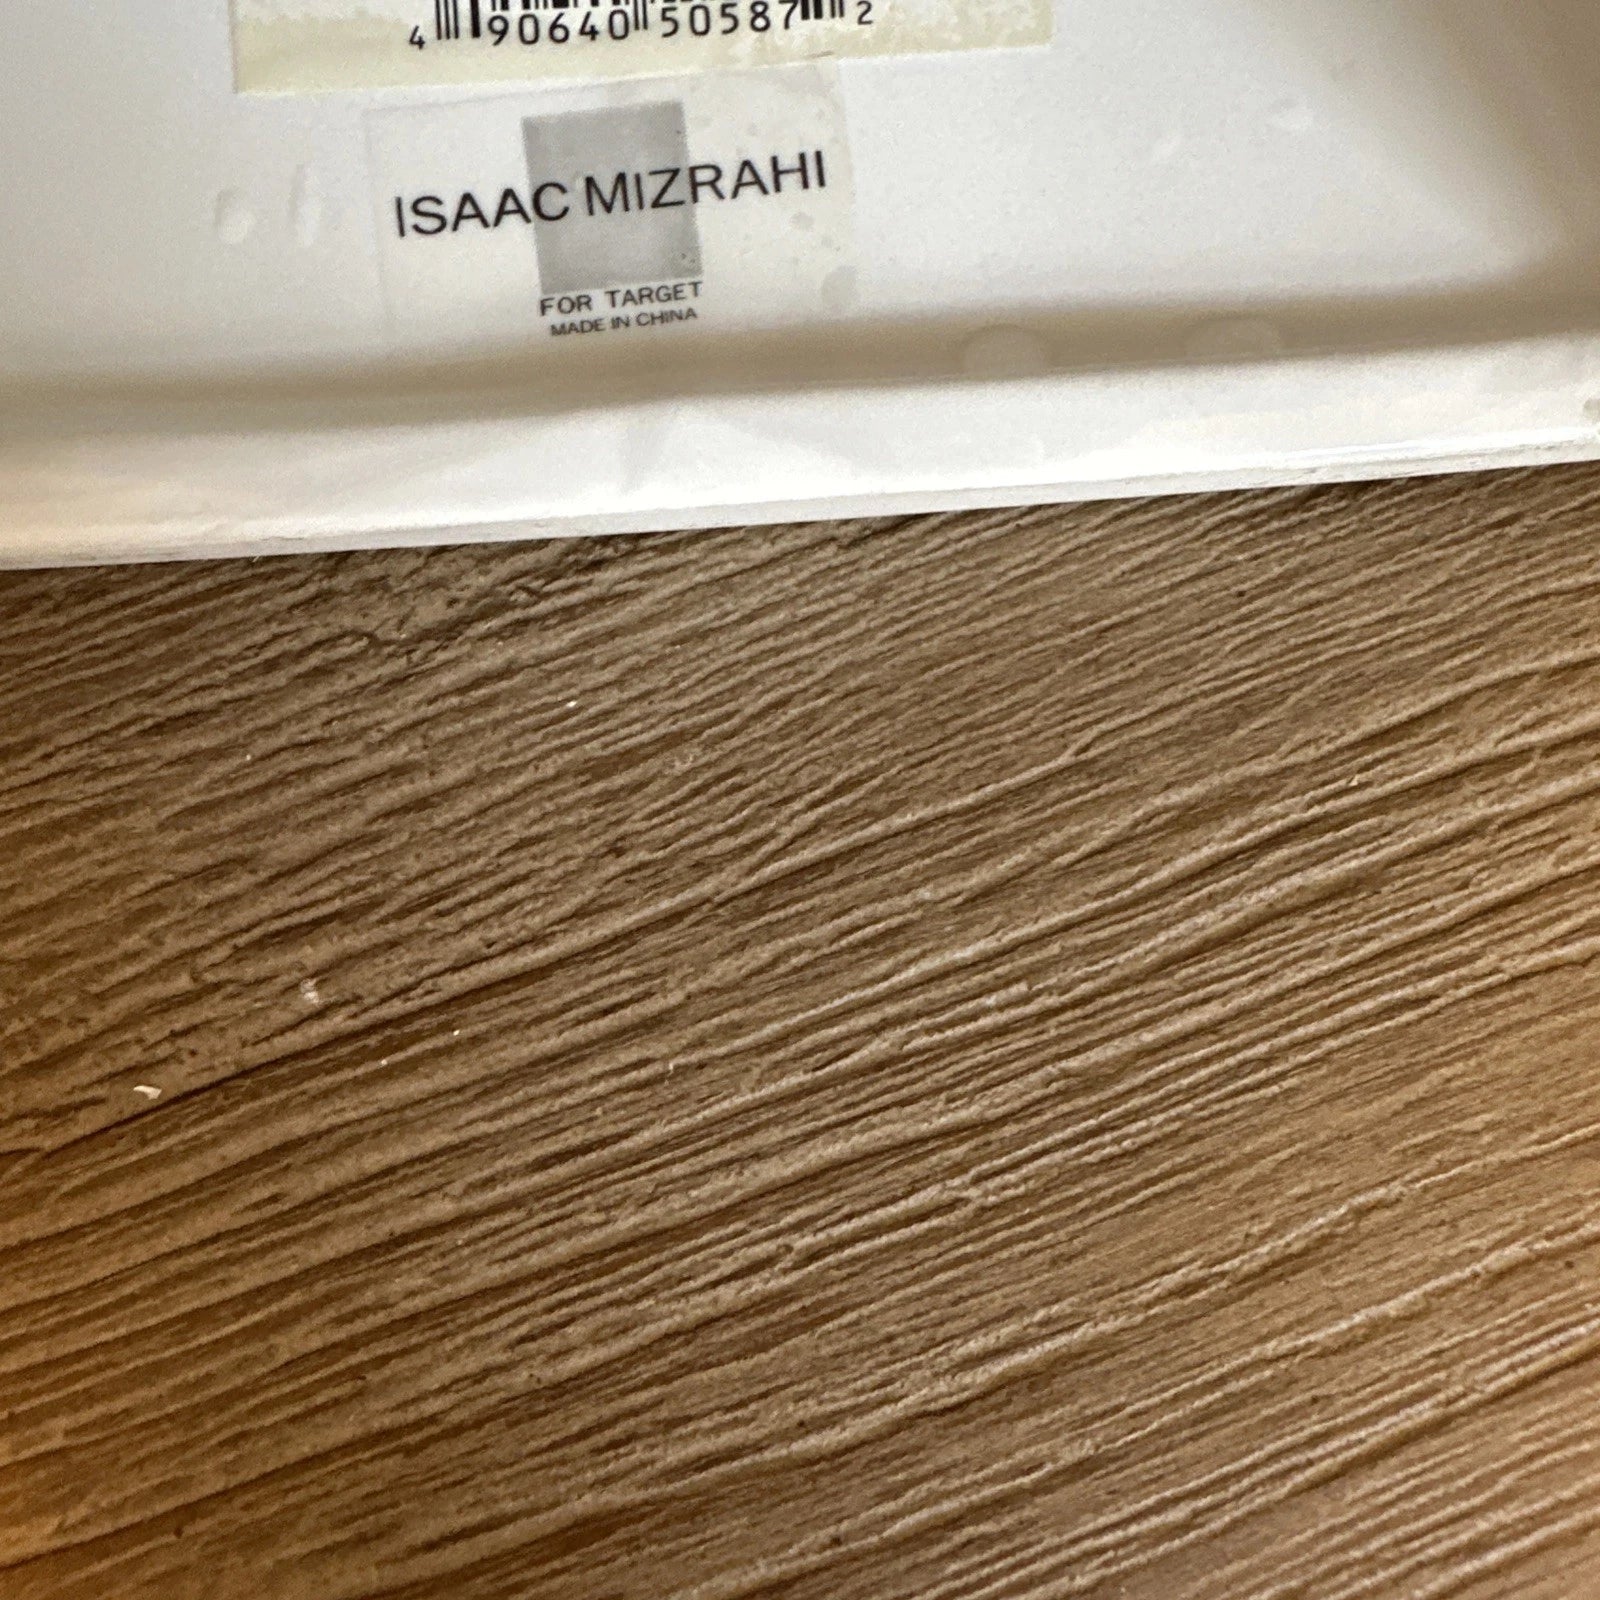 4 90640 50587 2
ISAAC MIZRAHI
FOR TARGET
MADE IN CHINA